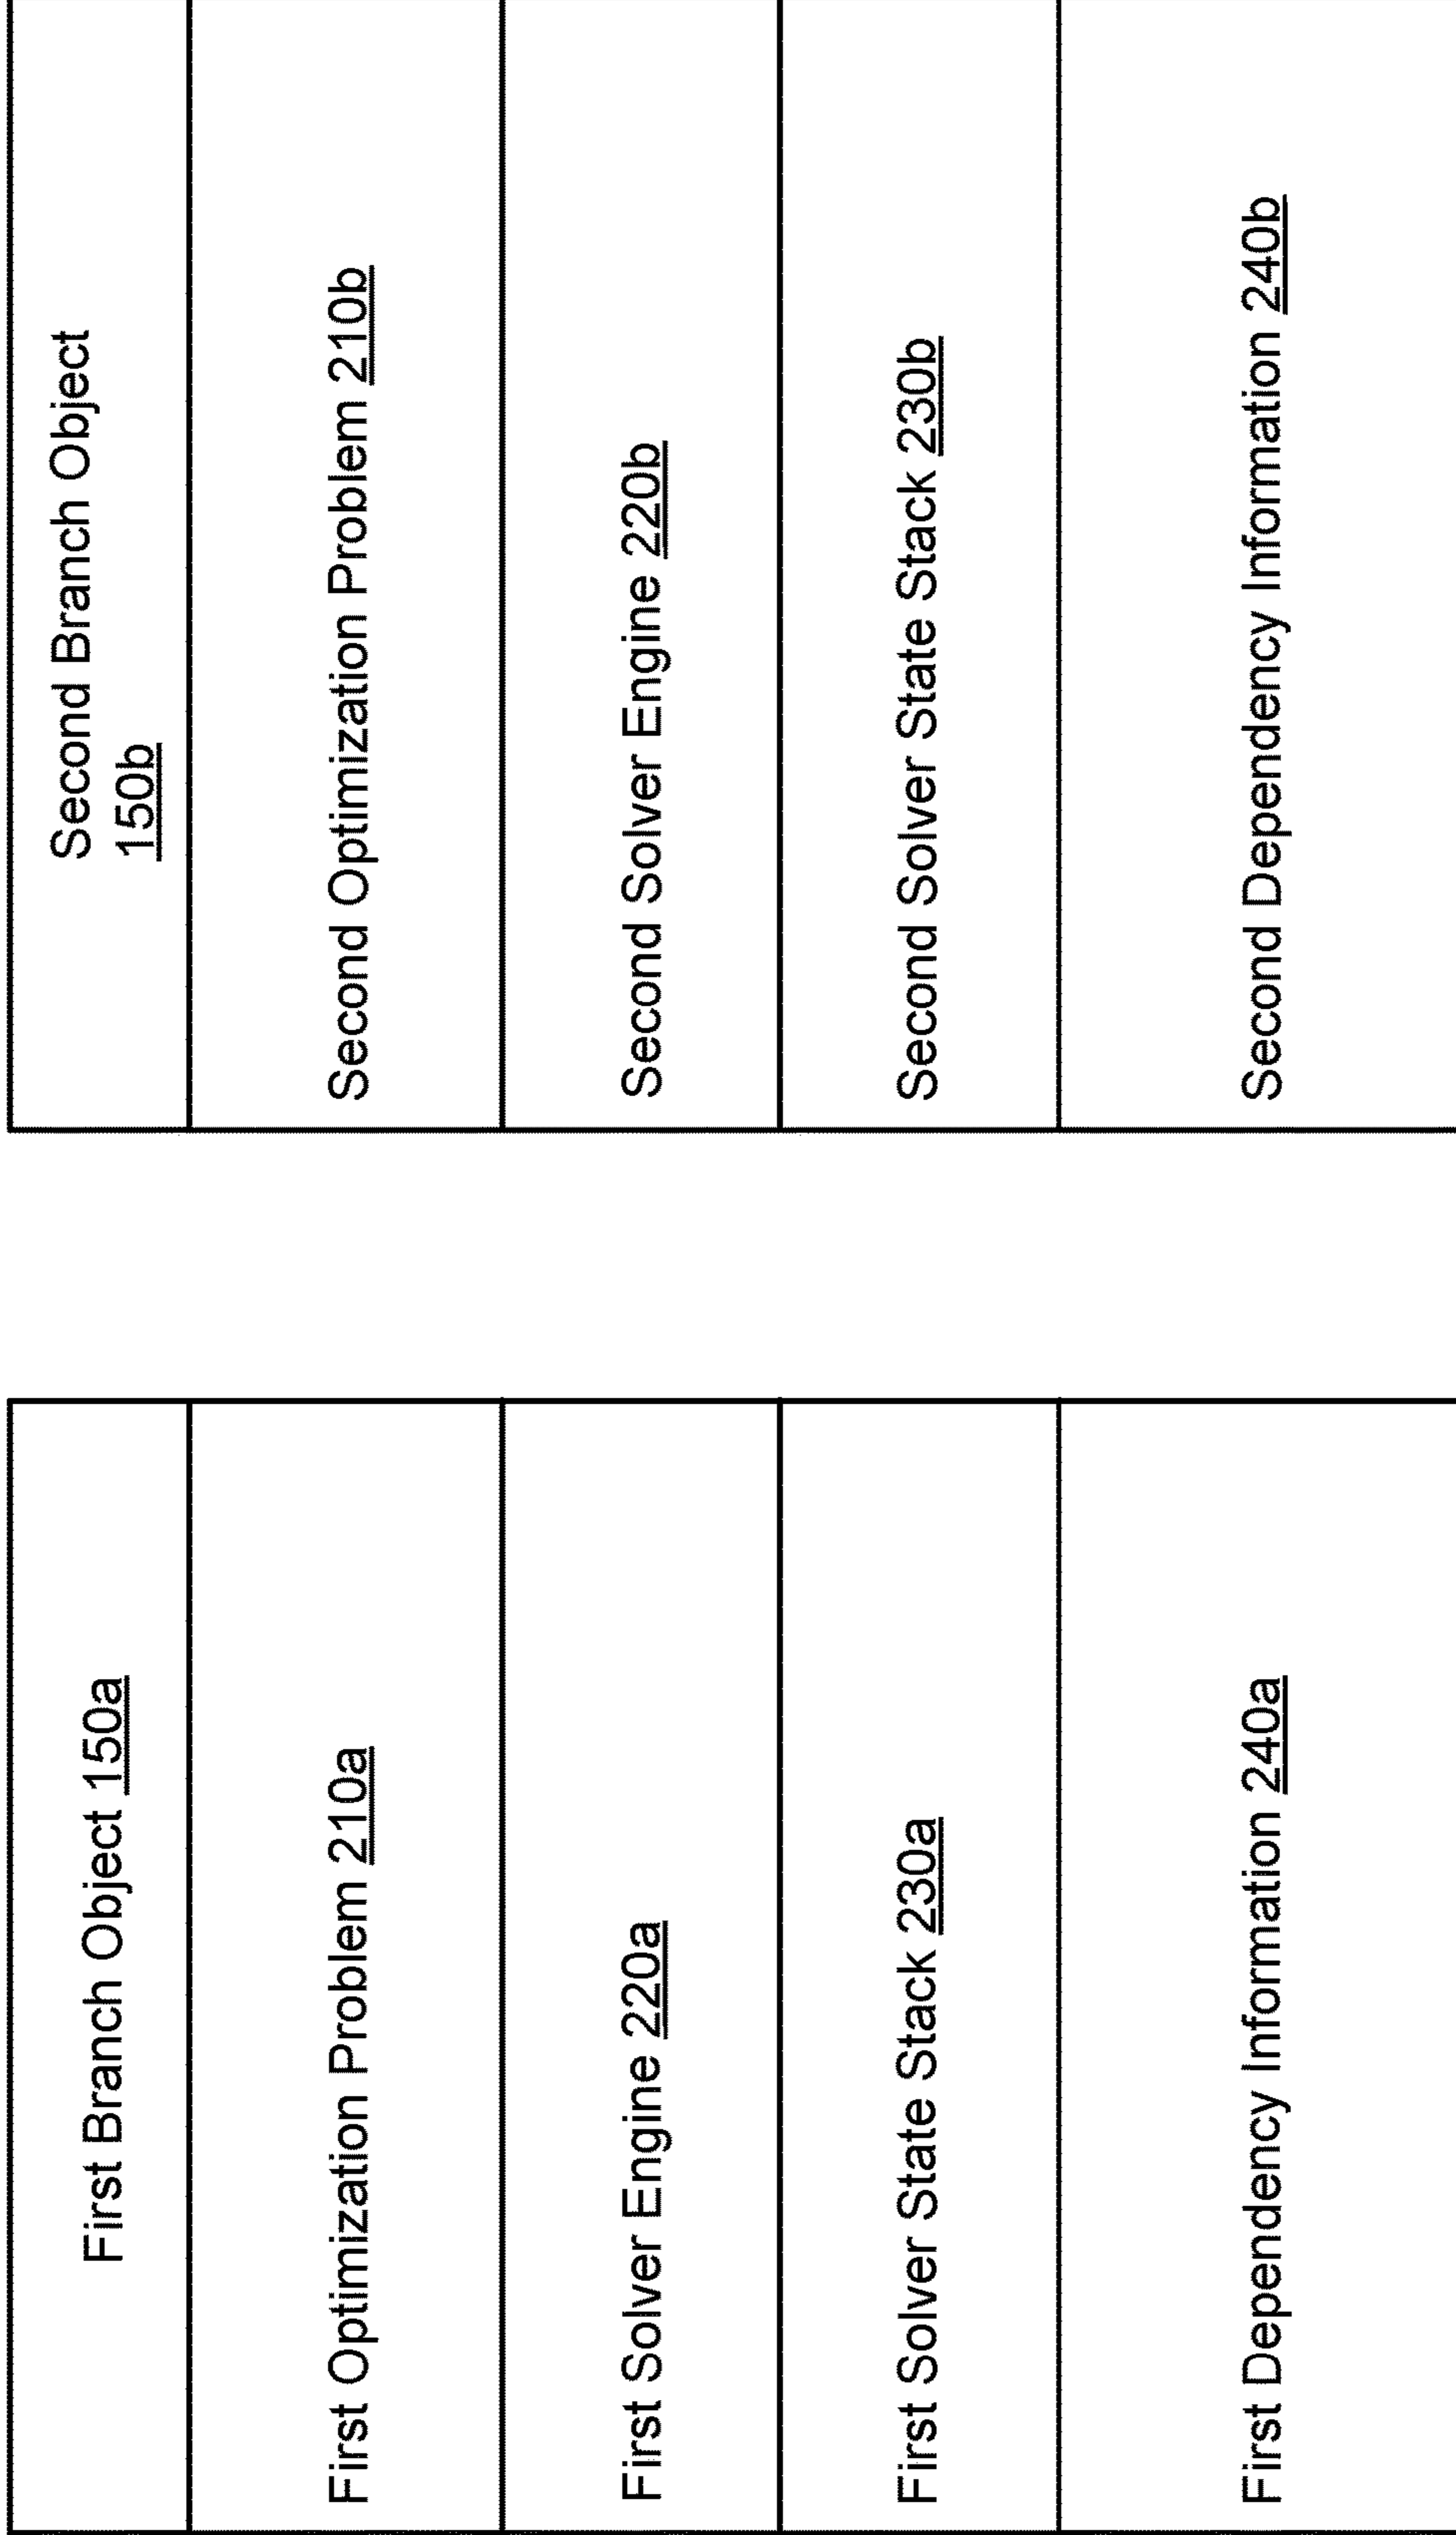 First Branch Object 150a
First Optimization Problem 210a
First Solver Engine 220a
First Solver State Stack 230a
First Dependency Information 240a
Second Branch Object
150b
Second Optimization Problem 210b
Second Solver Engine 220b
Second Solver State Stack 230b
Second Dependency Information 240b